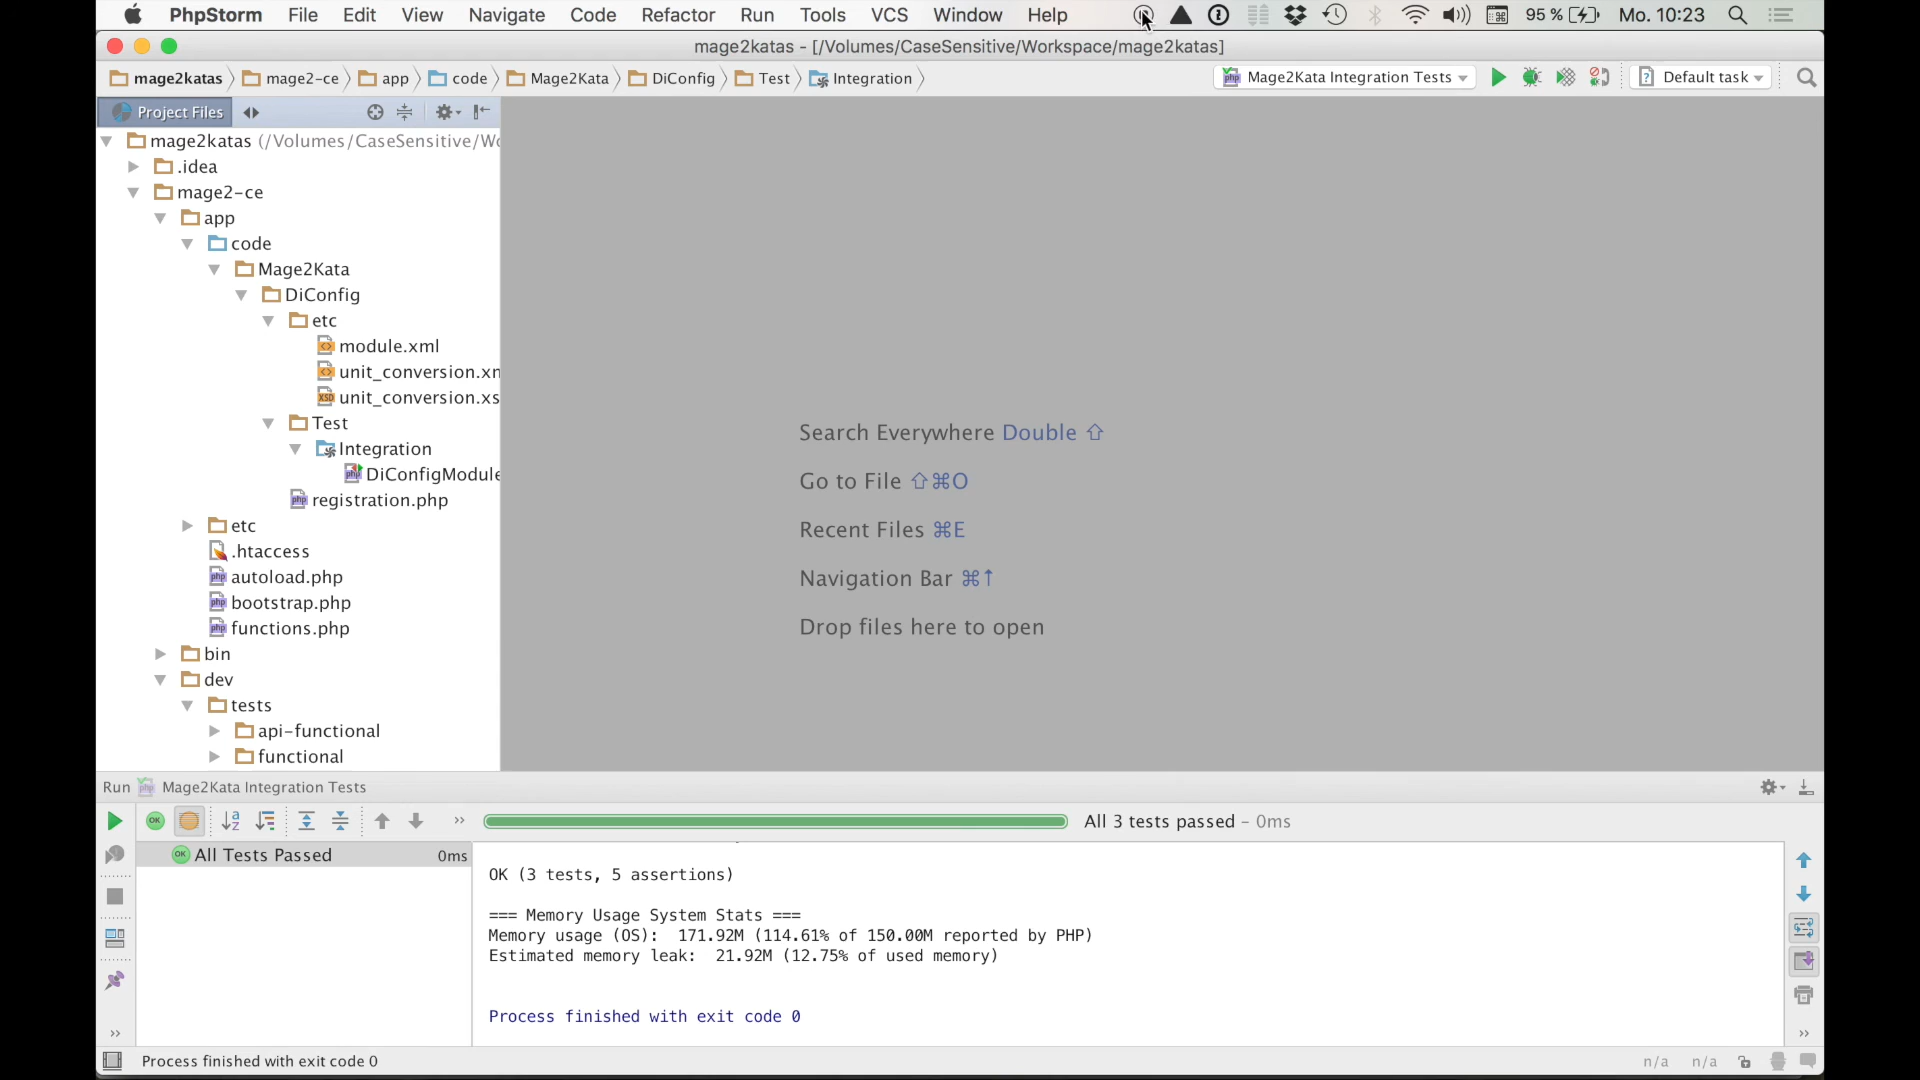 PhpStorm File Edit View Navigate Code Refactor Run Tools VCS Window Help 95 % Mo. 10:23
mage2katas - [/Volumes/CaseSensitive/Workspace/mage2katas]
mage2katas mage2-ce app code Mage2Kata DiConfig Test Integration Mage2Kata Integration Tests Default task
Project Files
mage2katas (/Volumes/CaseSensitive/Wo
.idea
mage2-ce
app
code
Mage2Kata
DiConfig
etc
module.xml
unit_conversion.xm
unit_conversion.xs
Test
Integration
DiConfigModule
registration.php
etc
.htaccess
autoload.php
bootstrap.php
functions.php
bin
dev
tests
api-functional
functional
Search Everywhere Double ⇧
Go to File ⇧⌘O
Recent Files ⌘E
Navigation Bar ⌘↑
Drop files here to open
Run Mage2Kata Integration Tests
All 3 tests passed – 0ms
OK All Tests Passed 0ms
OK (3 tests, 5 assertions)
=== Memory Usage System Stats ===
Memory usage (OS): 171.92M (114.61% of 150.00M reported by PHP)
Estimated memory leak: 21.92M (12.75% of used memory)
Process finished with exit code 0
Process finished with exit code 0 n/a n/a